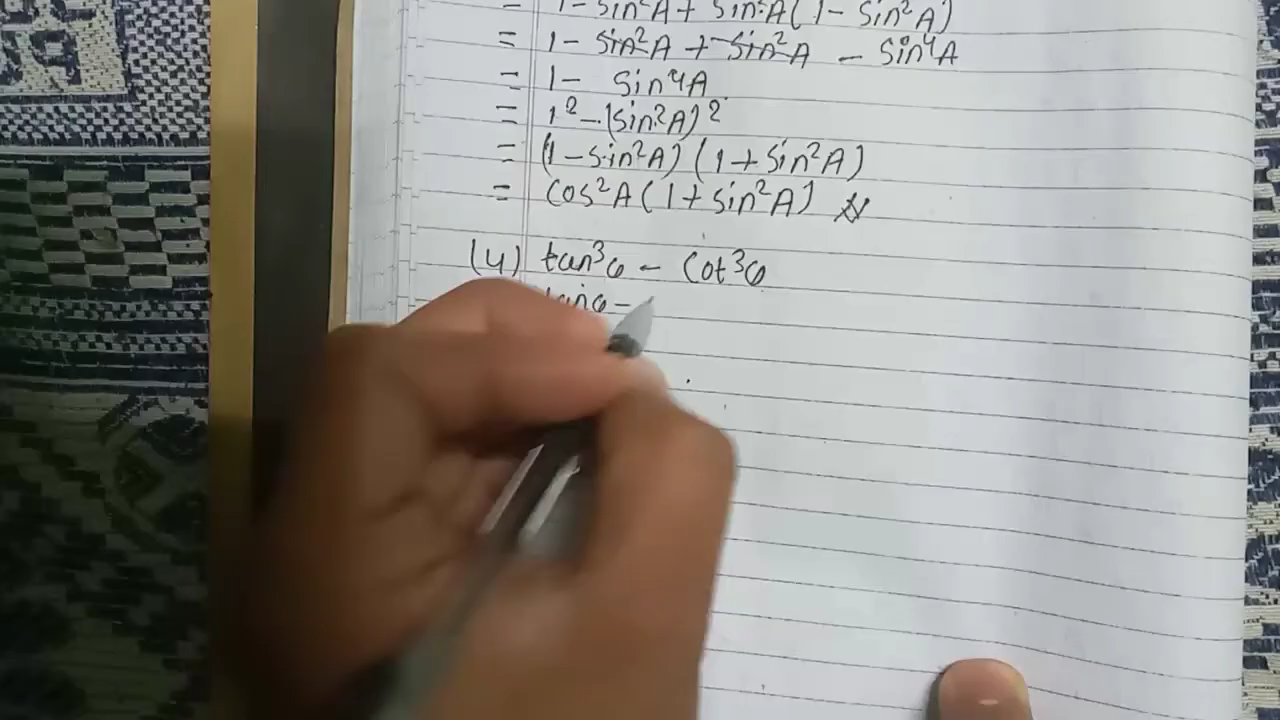 = 1 - sin²A + sin²A (1 - sin²A)
= 1 - sin²A + sin²A - sin⁴A
= 1 - sin⁴A
= 1² - (sin²A)²
= (1 - sin²A) (1 + sin²A)
= cos²A (1 + sin²A)
(4) tan³θ - cot³θ
tanθ -